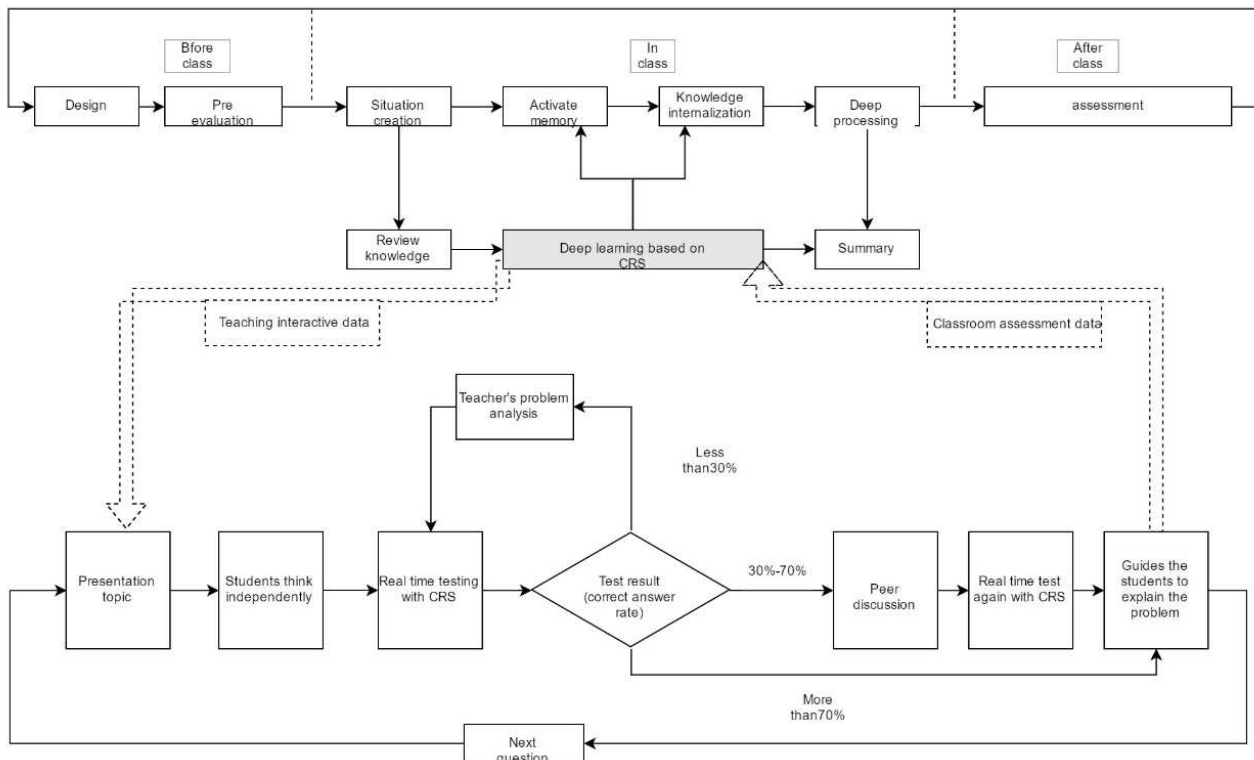 Bfore
class
In
class
After
class
Design
Pre
evaluation
Situation
creation
Activate
memory
Knowledge
internalization
Deep
processing
assessment
Review
knowledge
Deep learning based on
CRS
Summary
Teaching interactive data
Classroom assessment data
Teacher's problem
analysis
Less
than30%
Presentation
topic
Students think
independently
Real time testing
with CRS
Test result
(correct answer
rate)
30%-70%
Peer
discussion
Real time test
again with CRS
Guides the
students to
explain the
problem
More
than70%
Next
question